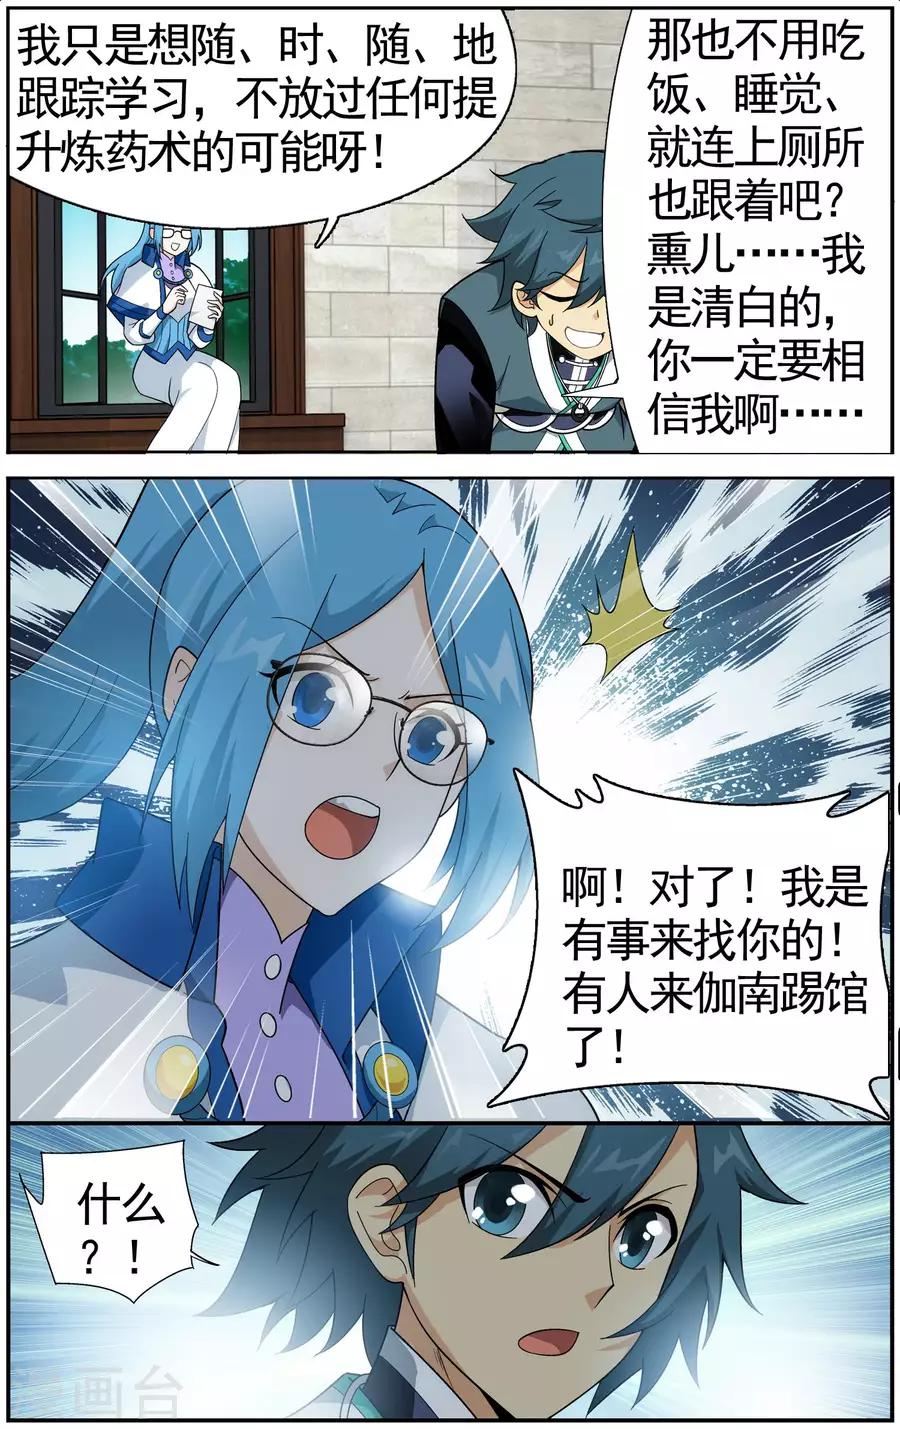 我只是想随、时、随、地
跟踪学习，不放过任何提
升炼药术的可能呀！
那也不用吃
饭、睡觉、
就连上厕所
也跟着吧？
熏儿……我
是清白的，
你一定要相
信我啊……
啊！对了！我是
有事来找你的！
有人来伽南踢馆
了！
什么
？！
漫画台